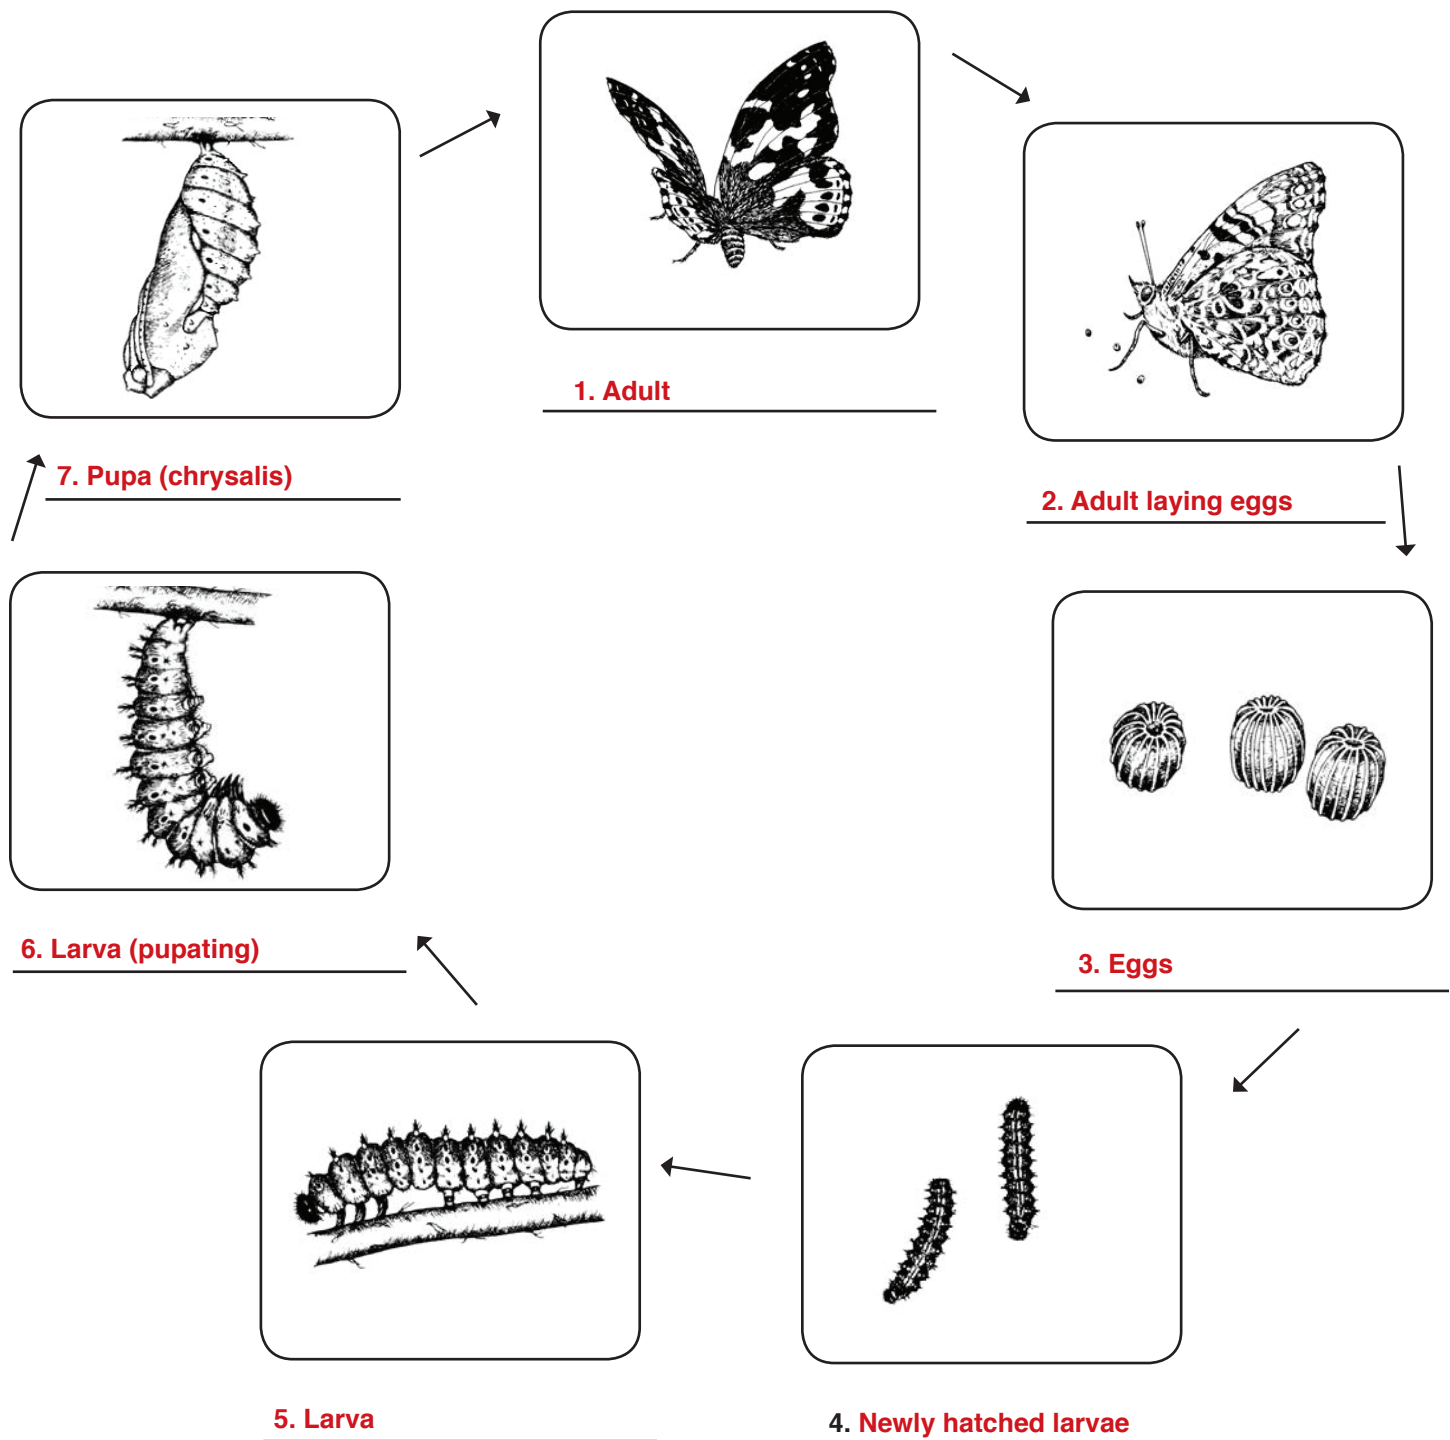 1. Adult
2. Adult laying eggs
3. Eggs
4. Newly hatched larvae
5. Larva
6. Larva (pupating)
7. Pupa (chrysalis)